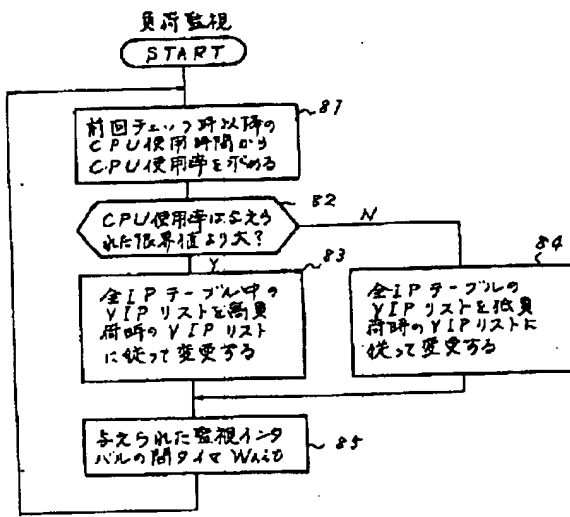 負荷監視
START
81
前回チェック時以降の
CPU使用時間から
CPU使用率を求める
82
CPU使用率は与えら
れた限界値より大?
N
Y
83
全IPテーブル中の
VIPリストを高負
荷時のVIPリスト
に従って変更する
84
全IPテーブルの
VIPリストを低負
荷時のVIPリストに
従って変更する
与えられた監視インタ
バルの間タイマWait
85